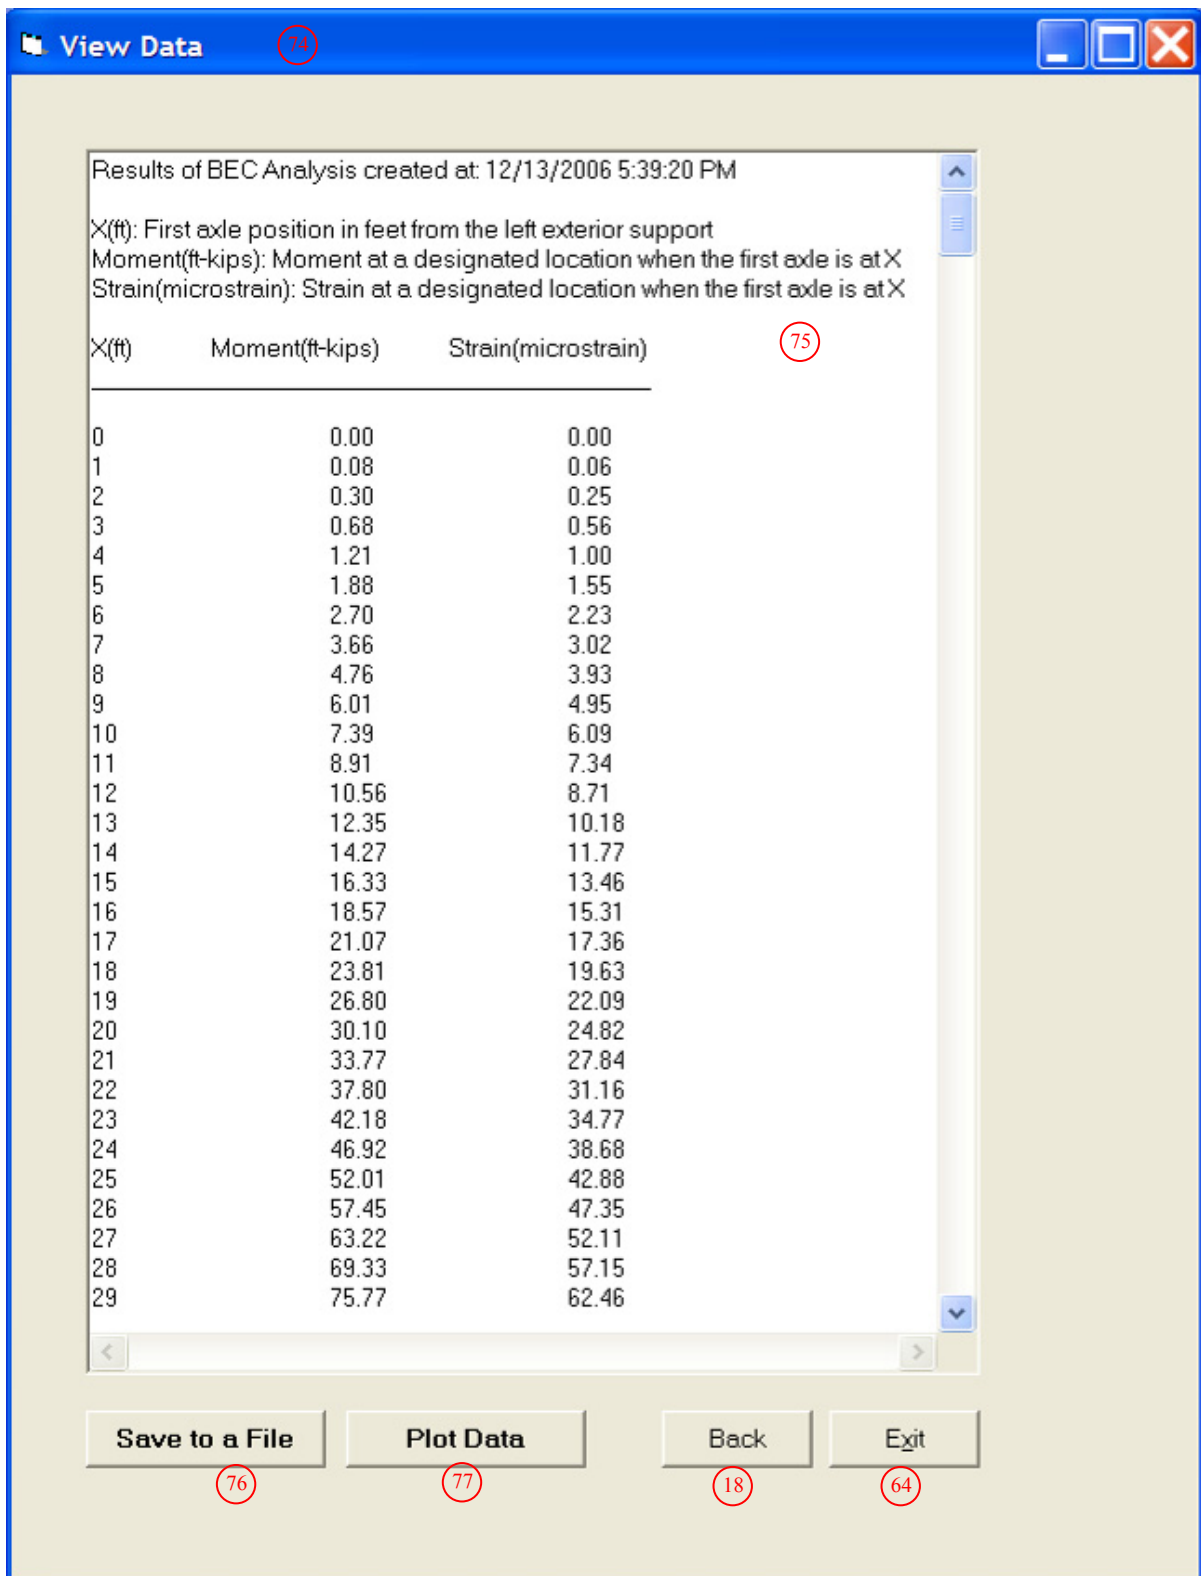 View Data 74
Results of BEC Analysis created at: 12/13/2006 5:39:20 PM
X(ft): First axle position in feet from the left exterior support
Moment(ft-kips): Moment at a designated location when the first axle is at X
Strain(microstrain): Strain at a designated location when the first axle is at X
75
X(ft) Moment(ft-kips) Strain(microstrain)
0 0.00 0.00
1 0.08 0.06
2 0.30 0.25
3 0.68 0.56
4 1.21 1.00
5 1.88 1.55
6 2.70 2.23
7 3.66 3.02
8 4.76 3.93
9 6.01 4.95
10 7.39 6.09
11 8.91 7.34
12 10.56 8.71
13 12.35 10.18
14 14.27 11.77
15 16.33 13.46
16 18.57 15.31
17 21.07 17.36
18 23.81 19.63
19 26.80 22.09
20 30.10 24.82
21 33.77 27.84
22 37.80 31.16
23 42.18 34.77
24 46.92 38.68
25 52.01 42.88
26 57.45 47.35
27 63.22 52.11
28 69.33 57.15
29 75.77 62.46
Save to a File Plot Data Back Exit
76 77 18 64